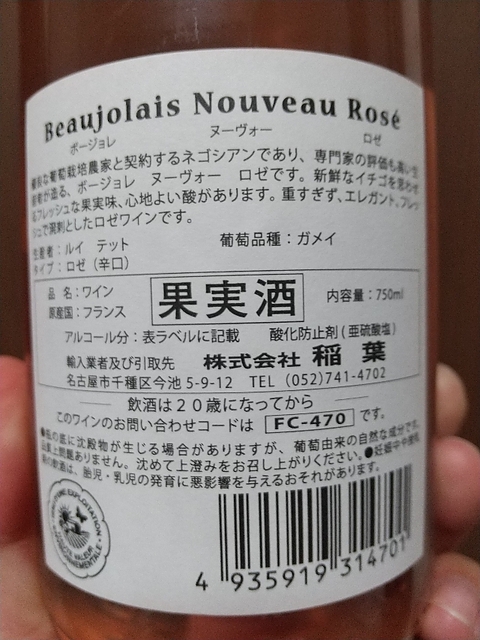 Beaujolais Nouveau Rosé
ボージョレ ヌーヴォー ロゼ
な葡萄栽培農家と契約するネゴシアンであり、専門家の評価も高い生
が造る、ボージョレ ヌーヴォー ロゼです。新鮮なイチゴを思わせ
るフレッシュな果実味、心地よい酸があります。重すぎず、エレガント、フレッ
シュで潑剌としたロゼワインです。
生産者：ルイ テット 葡萄品種：ガメイ
タイプ：ロゼ（辛口）
品 名：ワイン 果実酒 内容量：750ml
原産国：フランス
アルコール分：表ラベルに記載 酸化防止剤（亜硫酸塩）
輸入業者及び引取先 株式会社 稲 葉
名古屋市千種区今池 5-9-12 TEL（052）741-4702
飲酒は２０歳になってから
このワインのお問い合わせコードは FC-470 です。
●瓶の底に沈殿物が生じる場合がありますが、葡萄由来の自然な成分で、
品質上問題ありません。沈めて上澄みをお召し上がりください。●妊娠中や授乳
期の飲酒は、胎児・乳児の発育に悪影響を与えるおそれがあります。
EXPLOITATION
HAUTE VALEUR
ENVIRONNEMENTALE
4 935919 314701